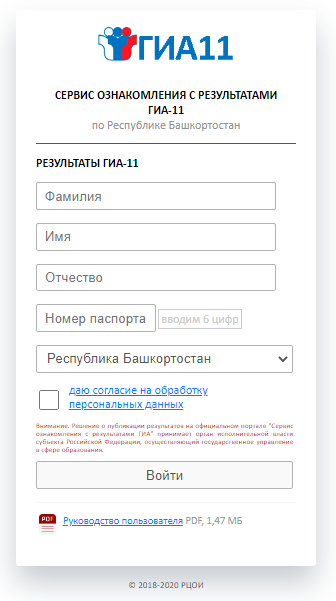 ГИА11
СЕРВИС ОЗНАКОМЛЕНИЯ С РЕЗУЛЬТАТАМИ
ГИА-11
по Республике Башкортостан
РЕЗУЛЬТАТЫ ГИА-11
Фамилия
Имя
Отчество
Номер паспорта вводим 6 цифр
Республика Башкортостан
даю согласие на обработку
персональных данных
Внимание. Решение о публикации результатов на официальном портале "Сервис
ознакомления с результатами ГИА" принимает орган исполнительной власти
субъекта Российской Федерации, осуществляющий государственное управление
в сфере образования.
Войти
PDF Руководство пользователя PDF, 1,47 МБ
© 2018-2020 РЦОИ